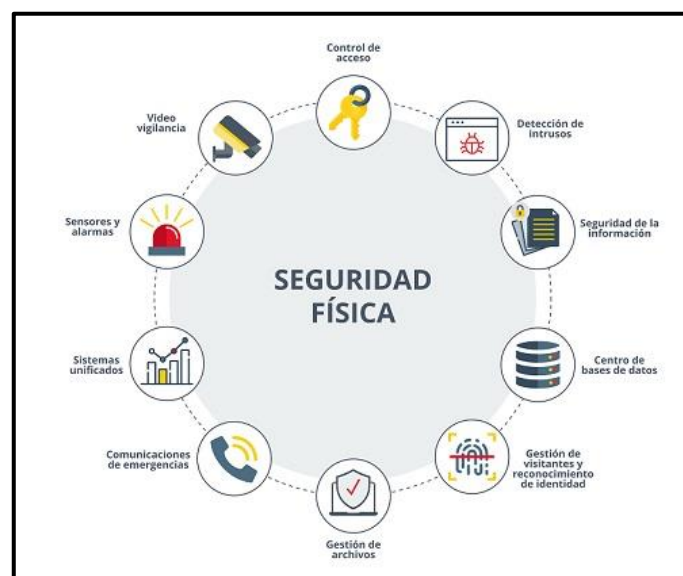 Control de
acceso
Detección de
intrusos
Seguridad de la
información
Centro de
bases de datos
Gestión de
visitantes y
reconocimiento
de identidad
Gestión de
archivos
Comunicaciones
de emergencias
Sistemas
unificados
Sensores y
alarmas
Video
vigilancia
SEGURIDAD
FÍSICA